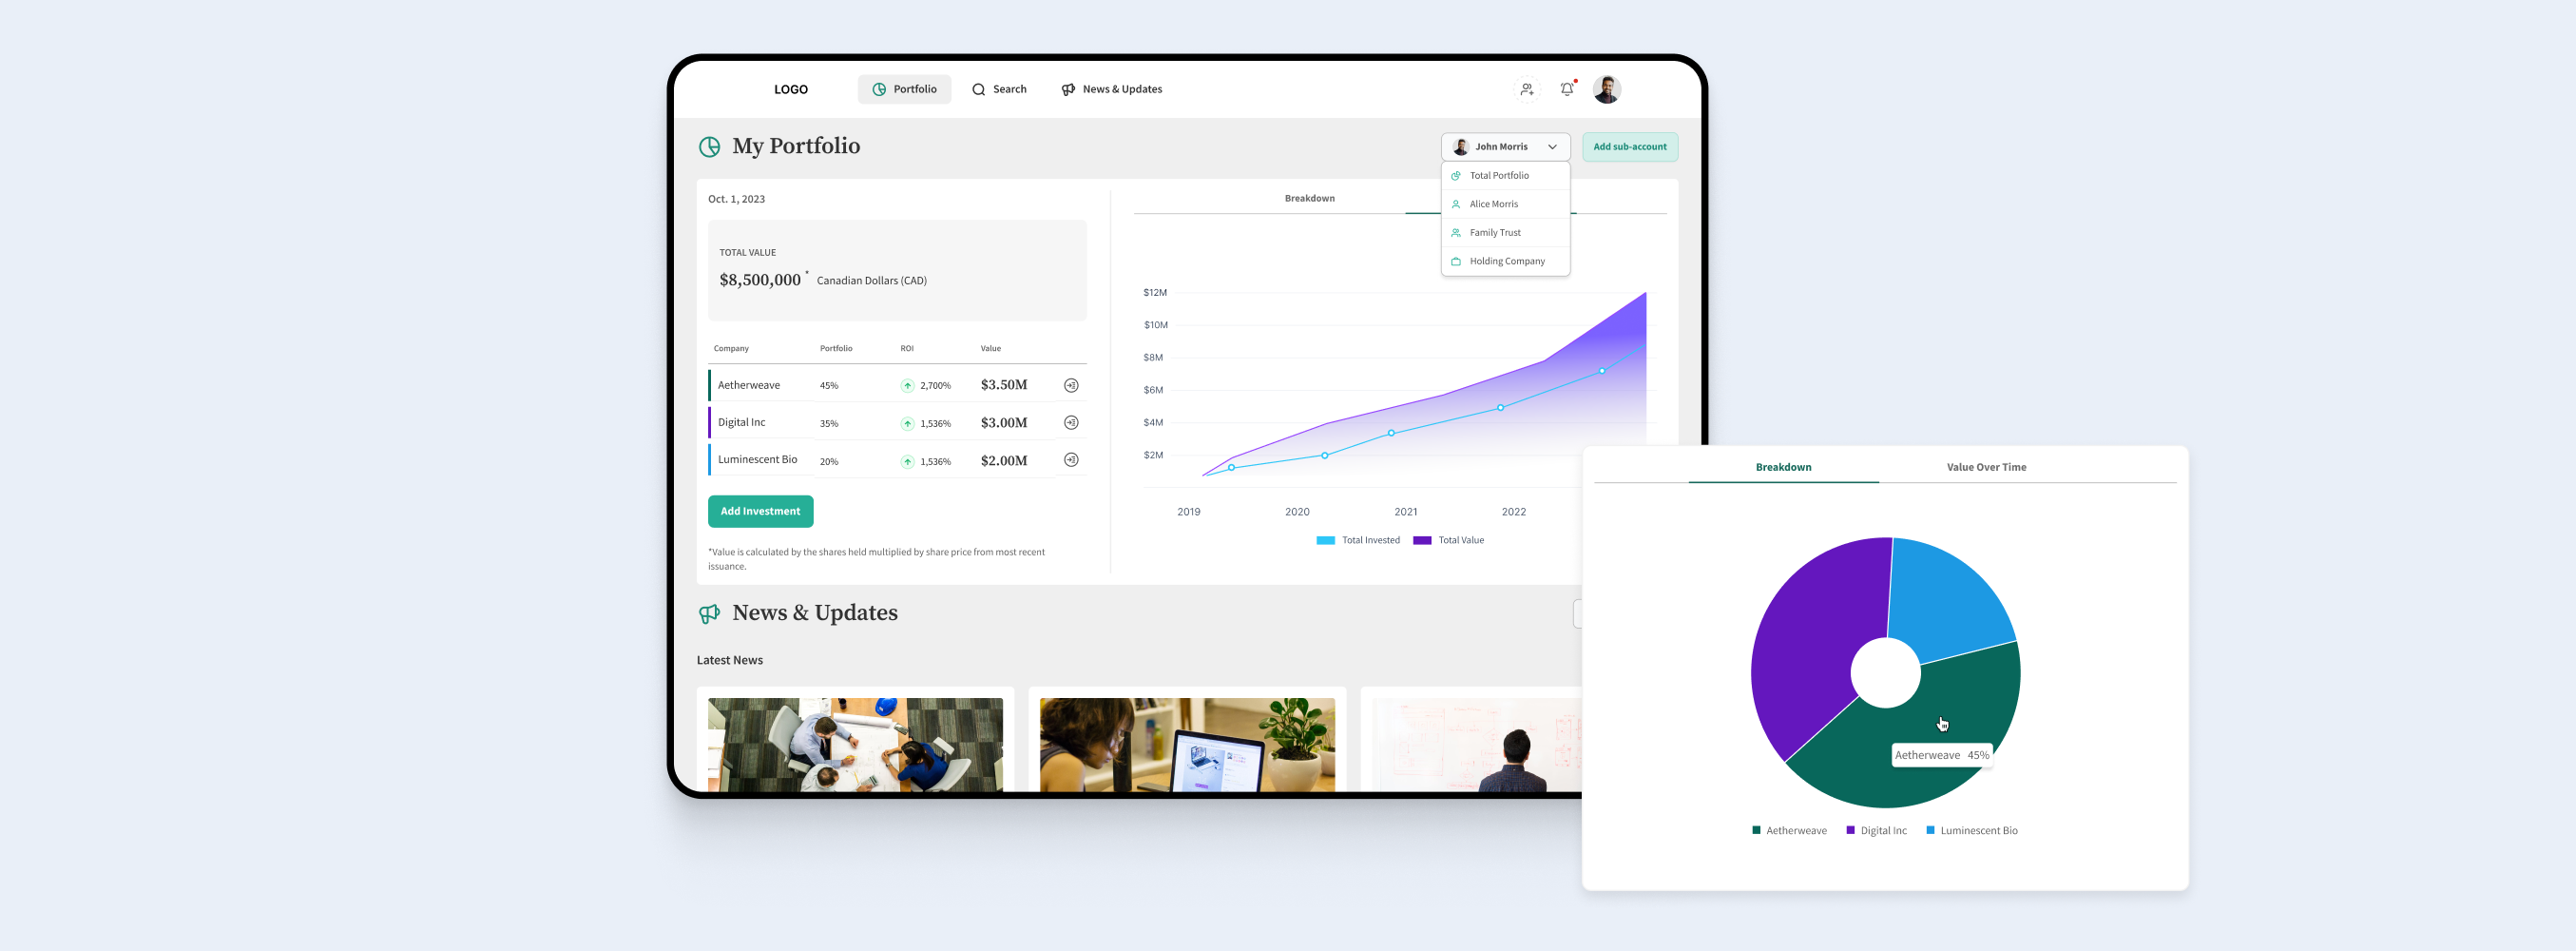 LOGO
Portfolio
Search
News & Updates
My Portfolio
John Morris
Add sub-account
Total Portfolio
Alice Morris
Family Trust
Holding Company
Oct. 1, 2023
TOTAL VALUE
$8,500,000 * Canadian Dollars (CAD)
Company Portfolio ROI Value
Aetherweave 45% 2,700% $3.50M
Digital Inc 35% 1,536% $3.00M
Luminescent Bio 20% 1,536% $2.00M
Add Investment
*Value is calculated by the shares held multiplied by share price from most recent
issuance.
Breakdown
$12M
$10M
$8M
$6M
$4M
$2M
2019 2020 2021 2022
Total Invested Total Value
News & Updates
Latest News
Breakdown Value Over Time
Aetherweave 45%
Aetherweave Digital Inc Luminescent Bio